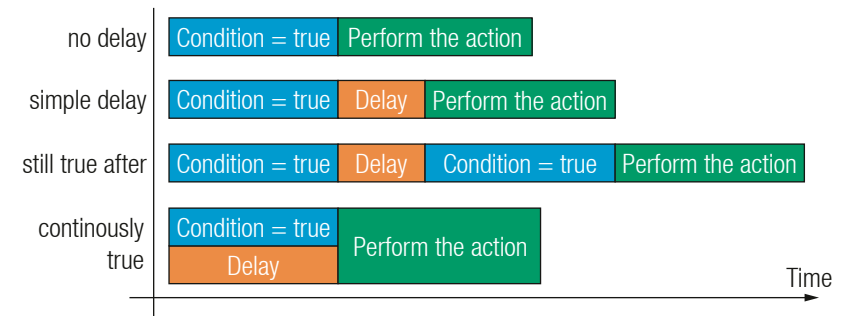 no delay Condition = true Perform the action
simple delay Condition = true Delay Perform the action
still true after Condition = true Delay Condition = true Perform the action
continously true Condition = true Delay Perform the action
Time